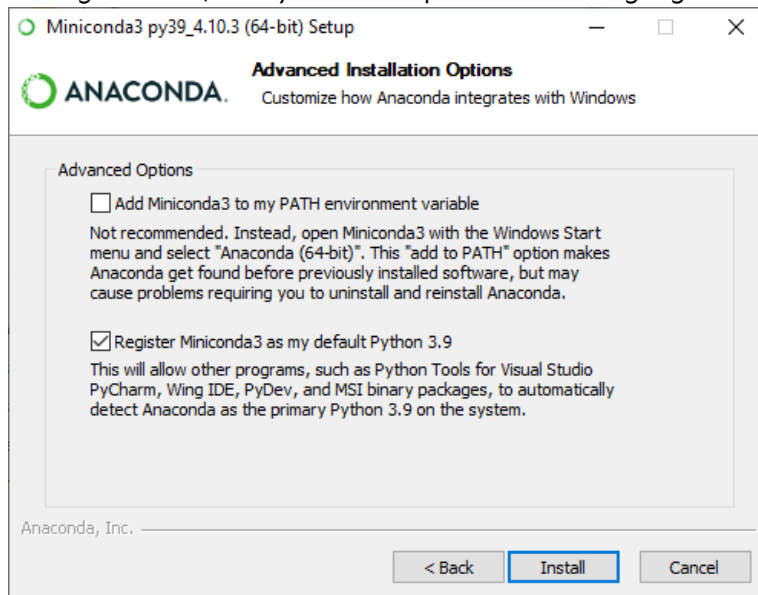 Miniconda3 py39_4.10.3 (64-bit) Setup
ANACONDA.
Advanced Installation Options
Customize how Anaconda integrates with Windows
Advanced Options
Add Miniconda3 to my PATH environment variable
Not recommended. Instead, open Miniconda3 with the Windows Start
menu and select "Anaconda (64-bit)". This "add to PATH" option makes
Anaconda get found before previously installed software, but may
cause problems requiring you to uninstall and reinstall Anaconda.
Register Miniconda3 as my default Python 3.9
This will allow other programs, such as Python Tools for Visual Studio
PyCharm, Wing IDE, PyDev, and MSI binary packages, to automatically
detect Anaconda as the primary Python 3.9 on the system.
Anaconda, Inc.
< Back
Install
Cancel